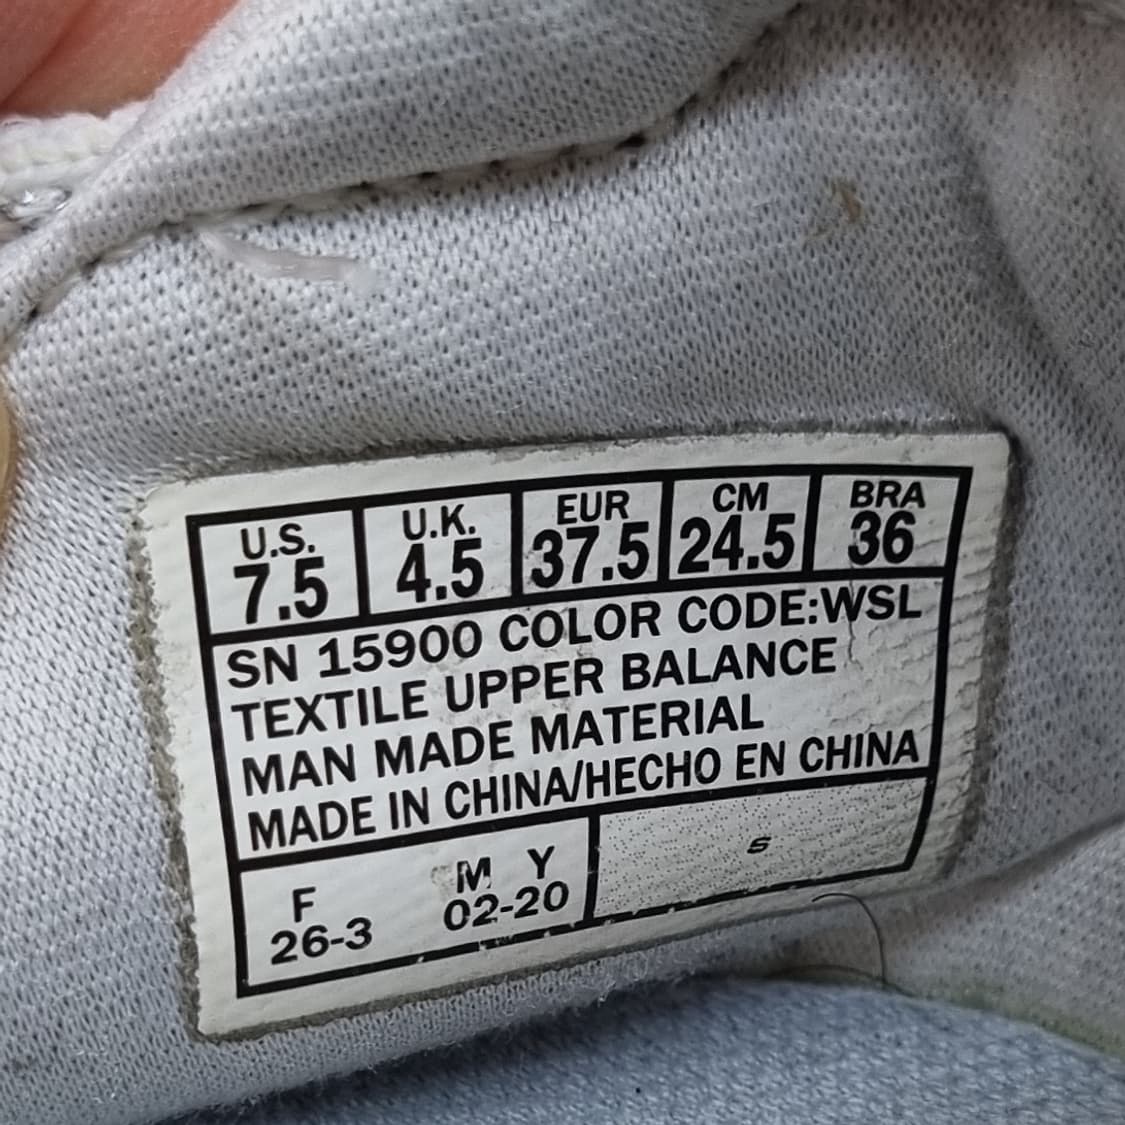 U.S. U.K. EUR CM BRA
7.5 4.5 37.5 24.5 36
SN 15900 COLOR CODE:WSL
TEXTILE UPPER BALANCE
MAN MADE MATERIAL
MADE IN CHINA/HECHO EN CHINA
F M Y
26-3 02-20
S